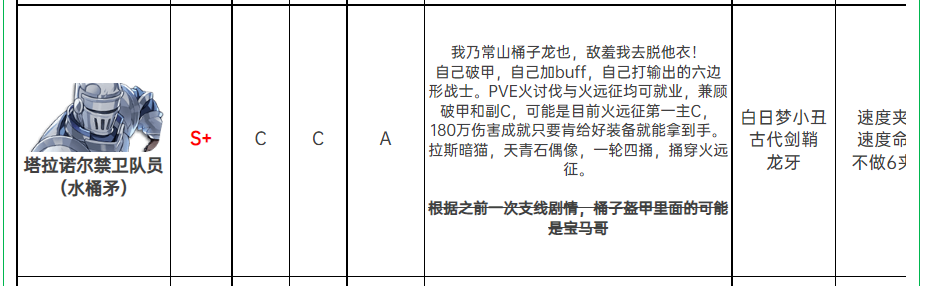 塔拉诺尔禁卫队员
（水桶矛）
S+
C
C
A
我乃常山桶子龙也，敌羞我去脱他衣！
自己破甲，自己加buff，自己打输出的六边
形战士。PVE火讨伐与火远征均可就业，兼顾
破甲和副C，可能是目前火远征第一主C，
180万伤害成就只要肯给好装备就能拿到手。
拉斯暗猫，天青石偶像，一轮四捅，捅穿火远
征。
根据之前一次支线剧情，桶子盔甲里面的可能
是宝马哥
白日梦小丑
古代剑鞘
龙牙
速度夹
速度命
不做6夹